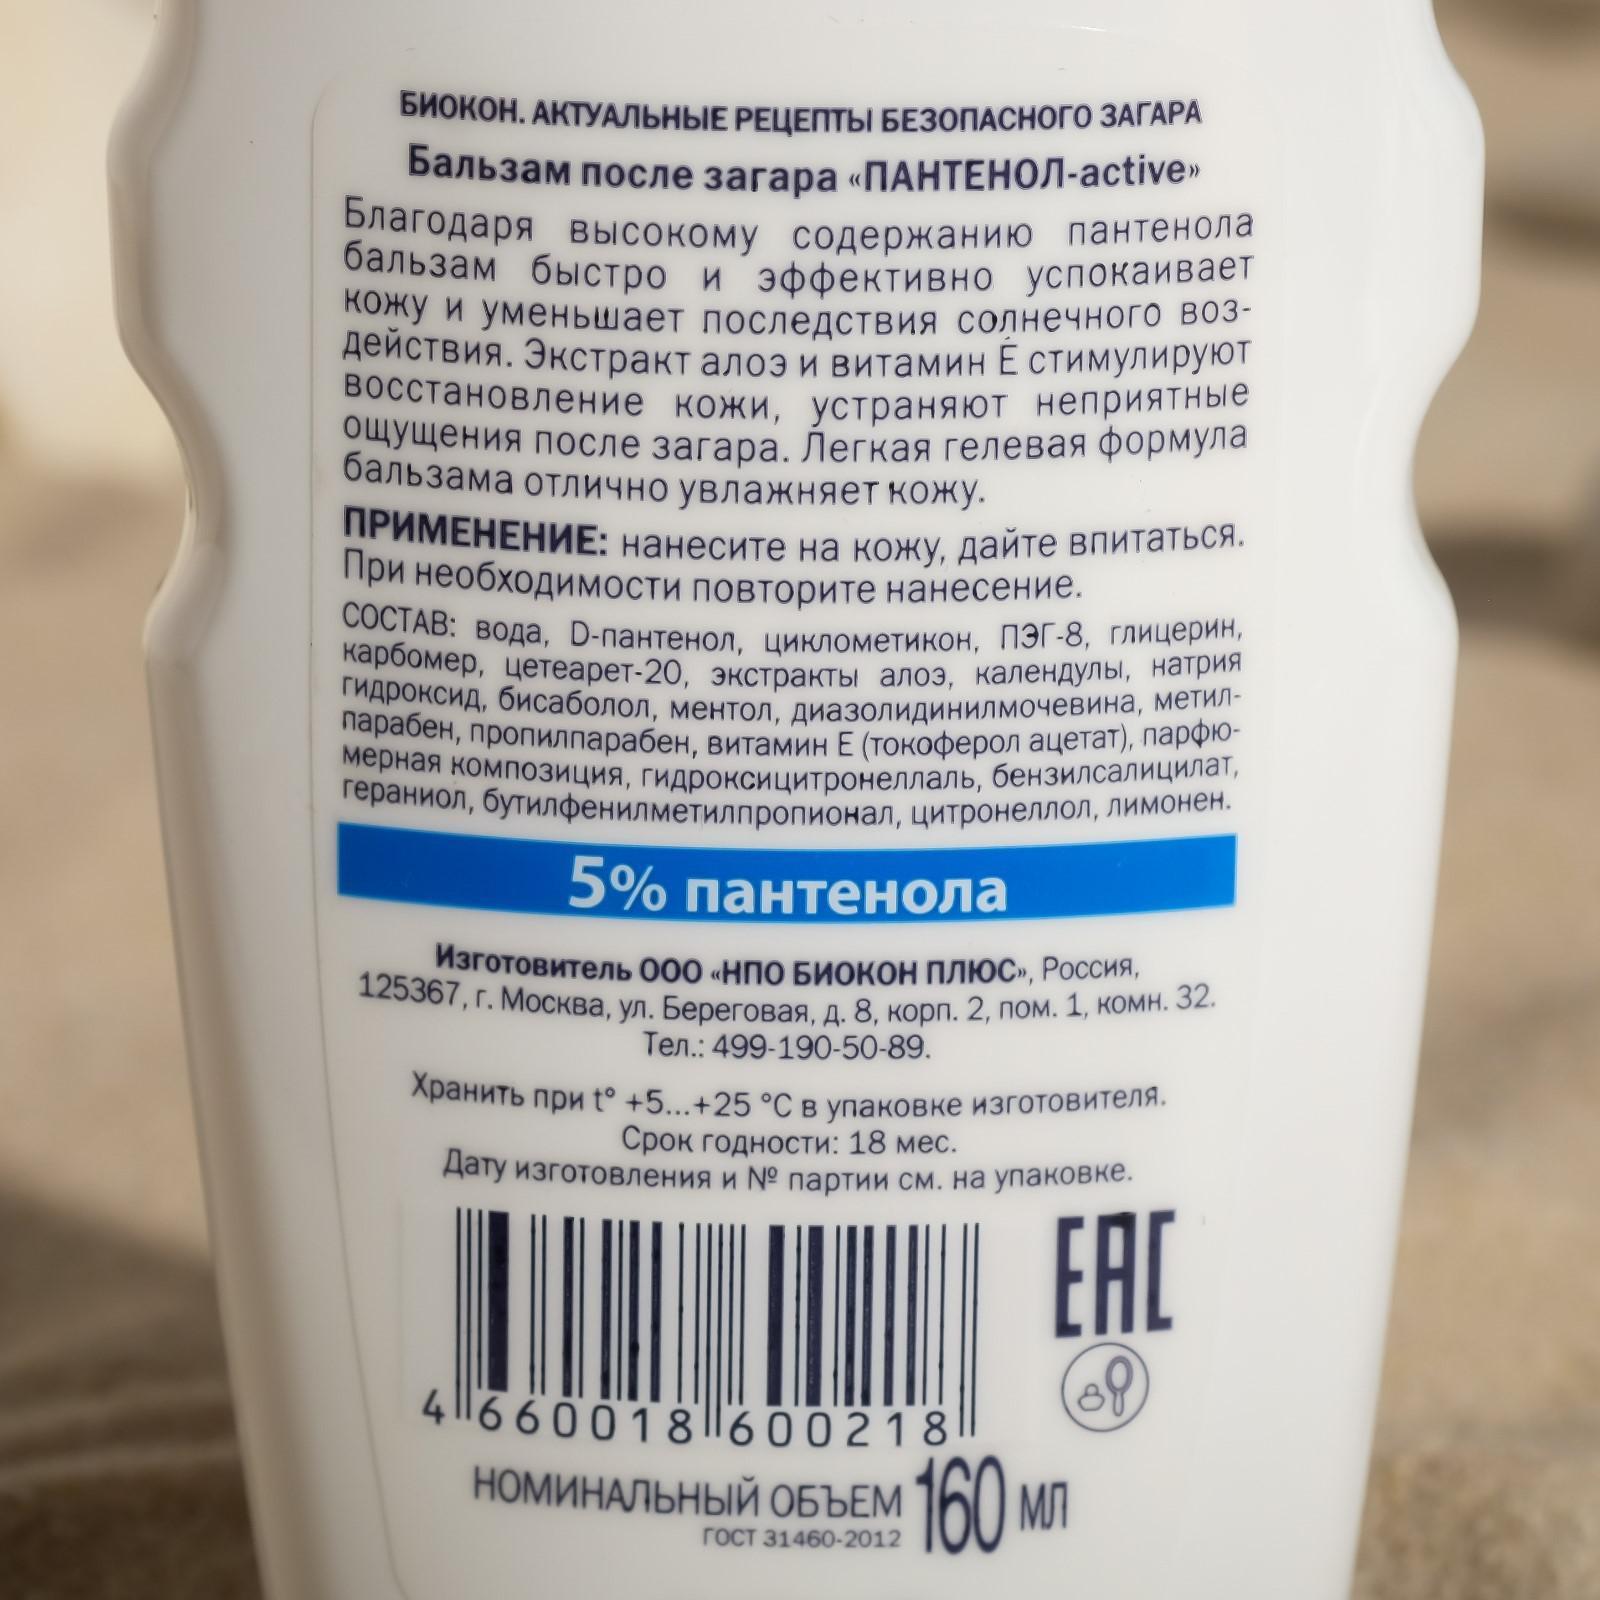 БИОКОН. АКТУАЛЬНЫЕ РЕЦЕПТЫ БЕЗОПАСНОГО ЗАГАРА
Бальзам после загара «ПАНТЕНОЛ-active»
Благодаря высокому содержанию пантенола
бальзам быстро и эффективно успокаивает
кожу и уменьшает последствия солнечного воз-
действия. Экстракт алоэ и витамин Е стимулируют
восстановление кожи, устраняют неприятные
ощущения после загара. Легкая гелевая формула
бальзама отлично увлажняет кожу.
ПРИМЕНЕНИЕ: нанесите на кожу, дайте впитаться.
При необходимости повторите нанесение.
СОСТАВ: вода, D-пантенол, циклометикон, ПЭГ-8, глицерин,
карбомер, цетеарет-20, экстракты алоэ, календулы, натрия
гидроксид, бисаболол, ментол, диазолидинилмочевина, метил-
парабен, пропилпарабен, витамин Е (токоферол ацетат), парфю-
мерная композиция, гидроксицитронеллаль, бензилсалицилат,
гераниол, бутилфенилметилпропионал, цитронеллол, лимонен.
5% пантенола
Изготовитель ООО «НПО БИОКОН ПЛЮС», Россия,
125367, г. Москва, ул. Береговая, д. 8, корп. 2, пом. 1, комн. 32.
Тел.: 499-190-50-89.
Хранить при t° +5...+25 °С в упаковке изготовителя.
Срок годности: 18 мес.
Дату изготовления и № партии см. на упаковке.
EAC
4 660018 600218
НОМИНАЛЬНЫЙ ОБЪЕМ 160 МЛ
ГОСТ 31460-2012